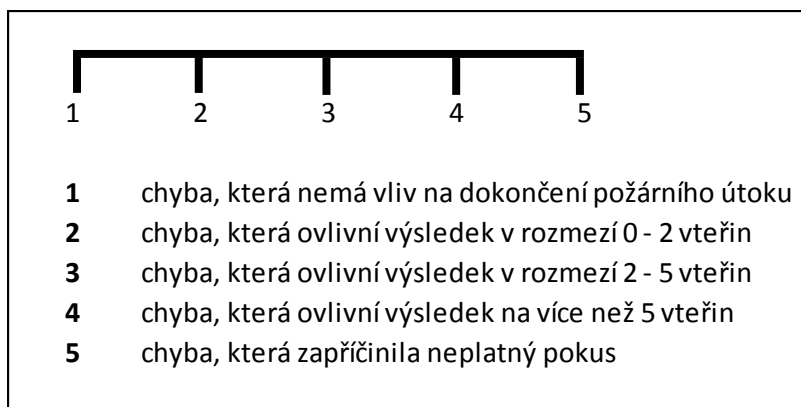 1 2 3 4 5
1 chyba, která nemá vliv na dokončení požárního útoku
2 chyba, která ovlivní výsledek v rozmezí 0 - 2 vteřin
3 chyba, která ovlivní výsledek v rozmezí 2 - 5 vteřin
4 chyba, která ovlivní výsledek na více než 5 vteřin
5 chyba, která zapříčinila neplatný pokus